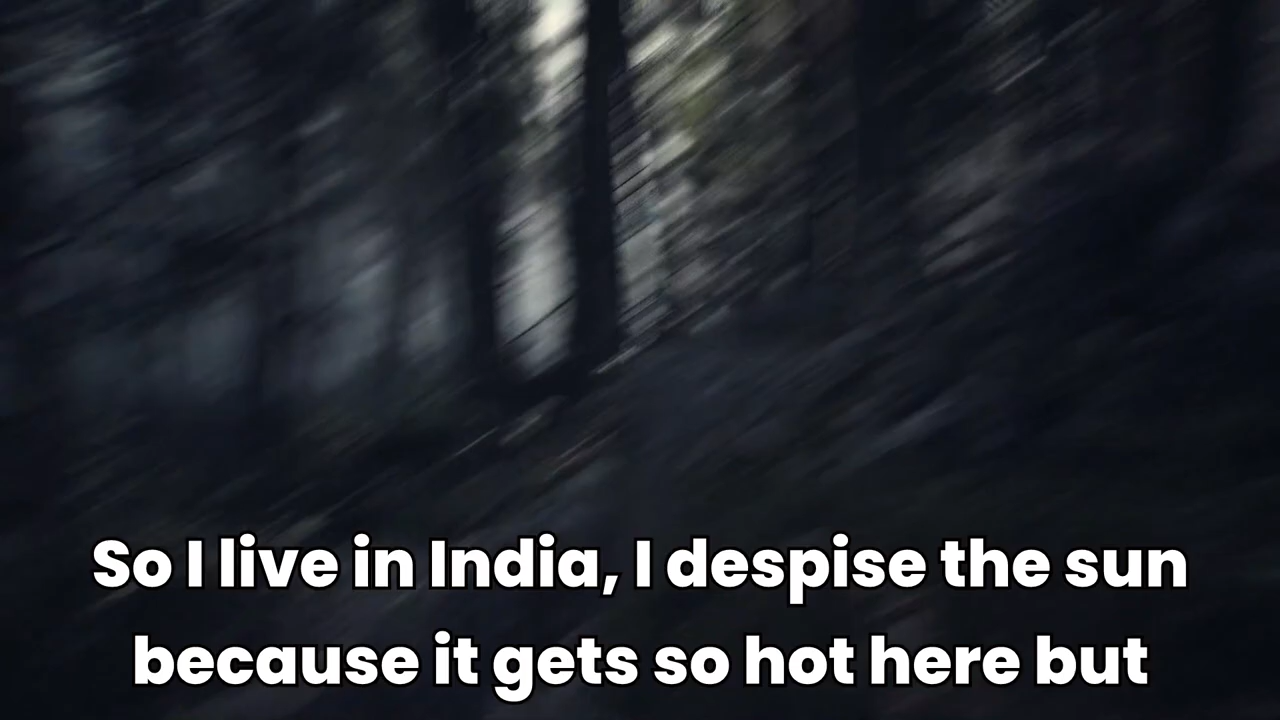 So I live in India, I despise the sun
because it gets so hot here but